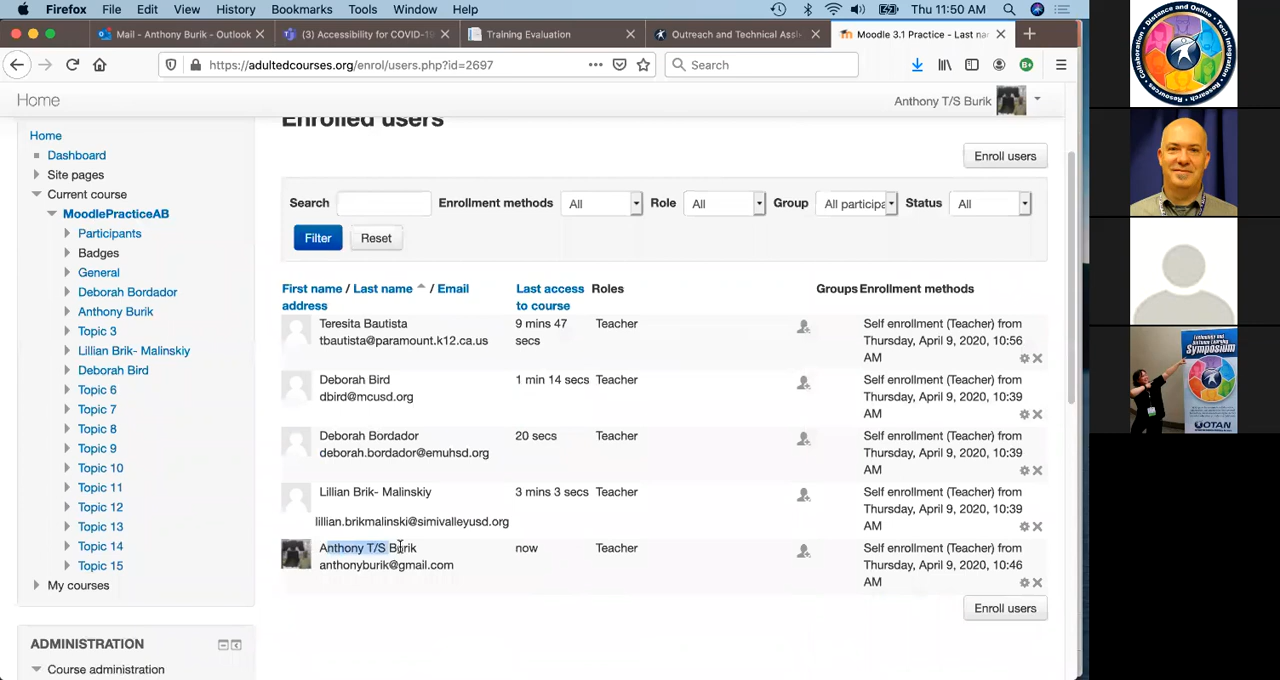 Firefox File Edit View History Bookmarks Tools Window Help Thu 11:50 AM
Mail - Anthony Burik - Outlook (3) Accessibility for COVID-19 Training Evaluation Outreach and Technical Assi Moodle 3.1 Practice - Last na
https://adultedcourses.org/enrol/users.php?id=2697 Search
Home Anthony T/S Burik
Enrolled users
Home
Dashboard
Site pages
Current course
MoodlePracticeAB
Participants
Badges
General
Deborah Bordador
Anthony Burik
Topic 3
Lillian Brik- Malinskiy
Deborah Bird
Topic 6
Topic 7
Topic 8
Topic 9
Topic 10
Topic 11
Topic 12
Topic 13
Topic 14
Topic 15
My courses
ADMINISTRATION
Course administration
Enroll users
Search Enrollment methods All Role All Group All participa Status All
Filter Reset
First name / Last name / Email address
Last access to course
Roles
Groups
Enrollment methods
Teresita Bautista
tbautista@paramount.k12.ca.us
9 mins 47 secs
Teacher
Self enrollment (Teacher) from
Thursday, April 9, 2020, 10:56
AM
Deborah Bird
dbird@mcusd.org
1 min 14 secs
Teacher
Self enrollment (Teacher) from
Thursday, April 9, 2020, 10:39
AM
Deborah Bordador
deborah.bordador@emuhsd.org
20 secs
Teacher
Self enrollment (Teacher) from
Thursday, April 9, 2020, 10:39
AM
Lillian Brik- Malinskiy
lillian.brikmalinski@simivalleyusd.org
3 mins 3 secs
Teacher
Self enrollment (Teacher) from
Thursday, April 9, 2020, 10:39
AM
Anthony T/S Burik
anthonyburik@gmail.com
now
Teacher
Self enrollment (Teacher) from
Thursday, April 9, 2020, 10:46
AM
Enroll users
Distance and Online
Tech Integration
Research
Resources
Collaboration
Symposium
OTAN